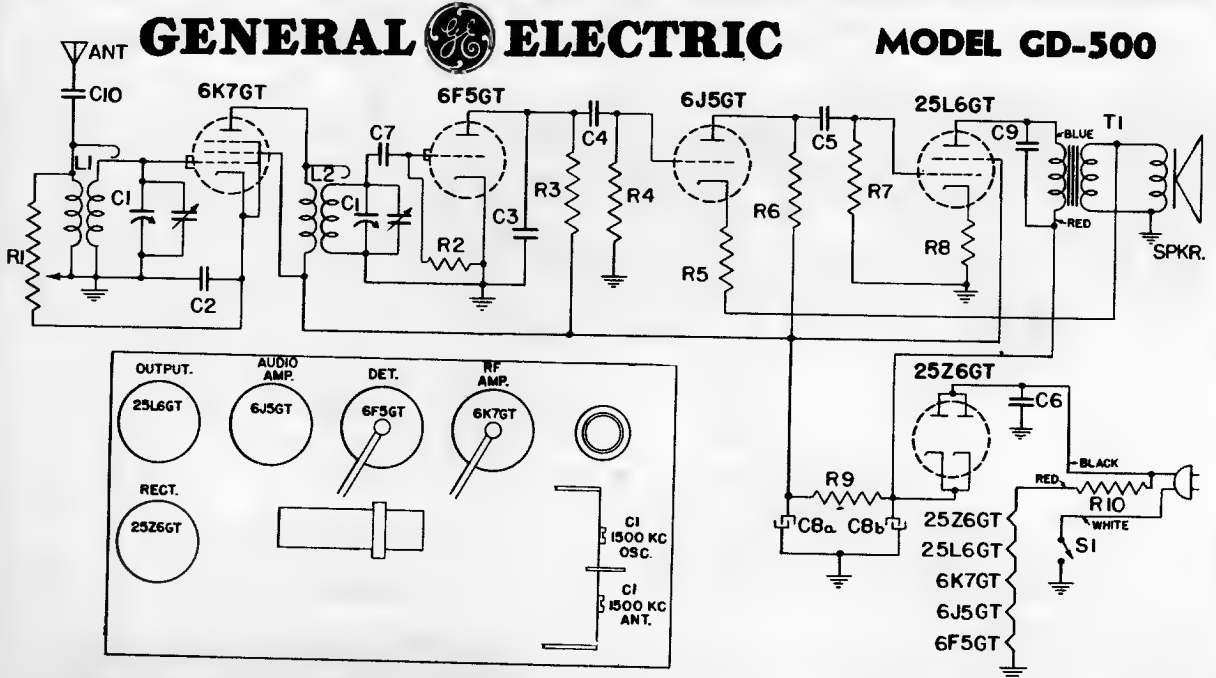 GENERAL GE ELECTRIC MODEL GD-500
ANT
C10
6K7GT
6F5GT
6J5GT
25L6GT
L1
C1
R1
C2
L2
C7
C1
R2
C3
R3
C4
R4
R5
R6
C5
R7
R8
C9
BLUE
RED
T1
SPKR.
OUTPUT.
25L6GT
AUDIO
AMP.
6J5GT
DET.
6F5GT
RF
AMP.
6K7GT
RECT.
25Z6GT
C1
1500 KC
OSC.
C1
1500 KC
ANT.
25Z6GT
C6
R9
C8a
C8b
BLACK
RED
R10
WHITE
S1
25Z6GT
25L6GT
6K7GT
6J5GT
6F5GT